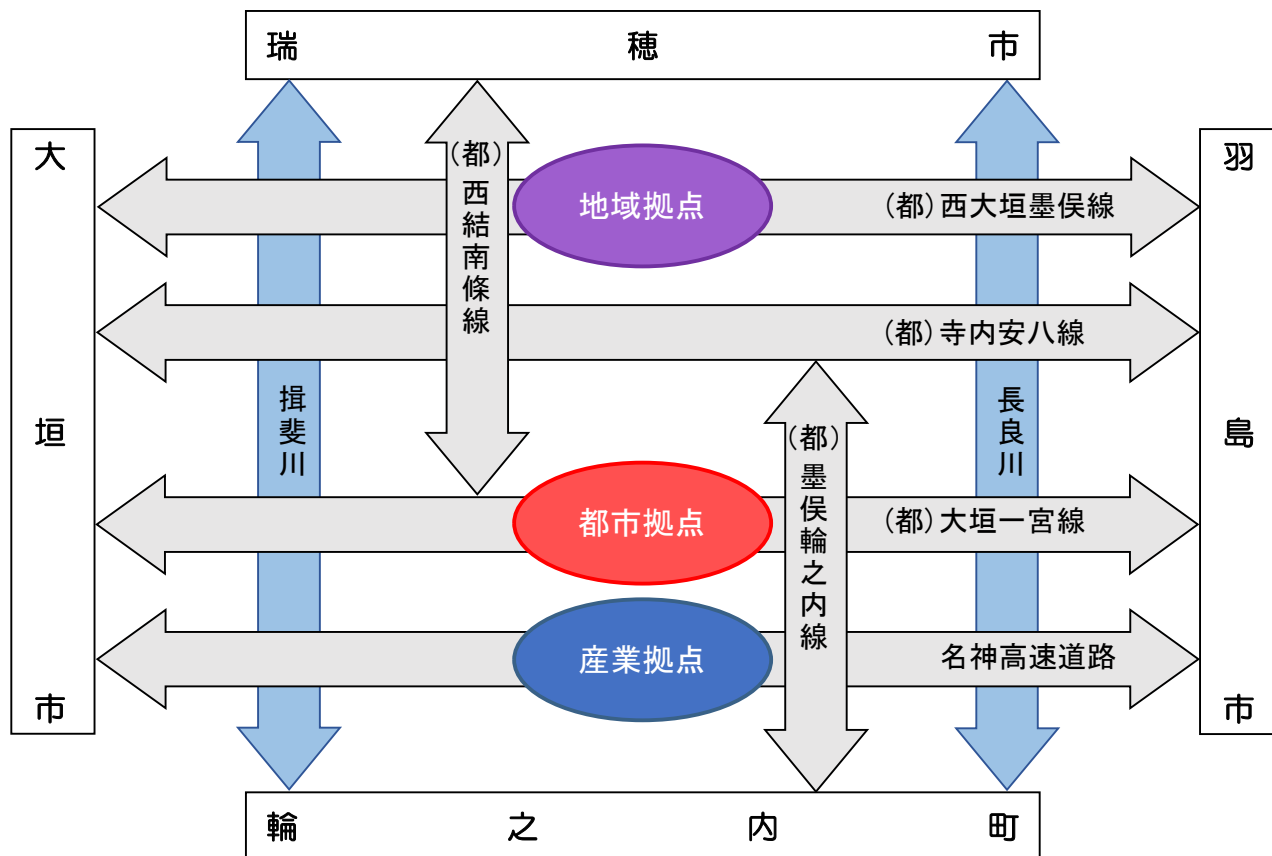 瑞穂市
大垣市
羽島市
(都)西結南條線
地域拠点
(都)西大垣墨俣線
(都)寺内安八線
揖斐川
長良川
(都)墨俣輪之内線
都市拠点
(都)大垣一宮線
産業拠点
名神高速道路
輪之内町